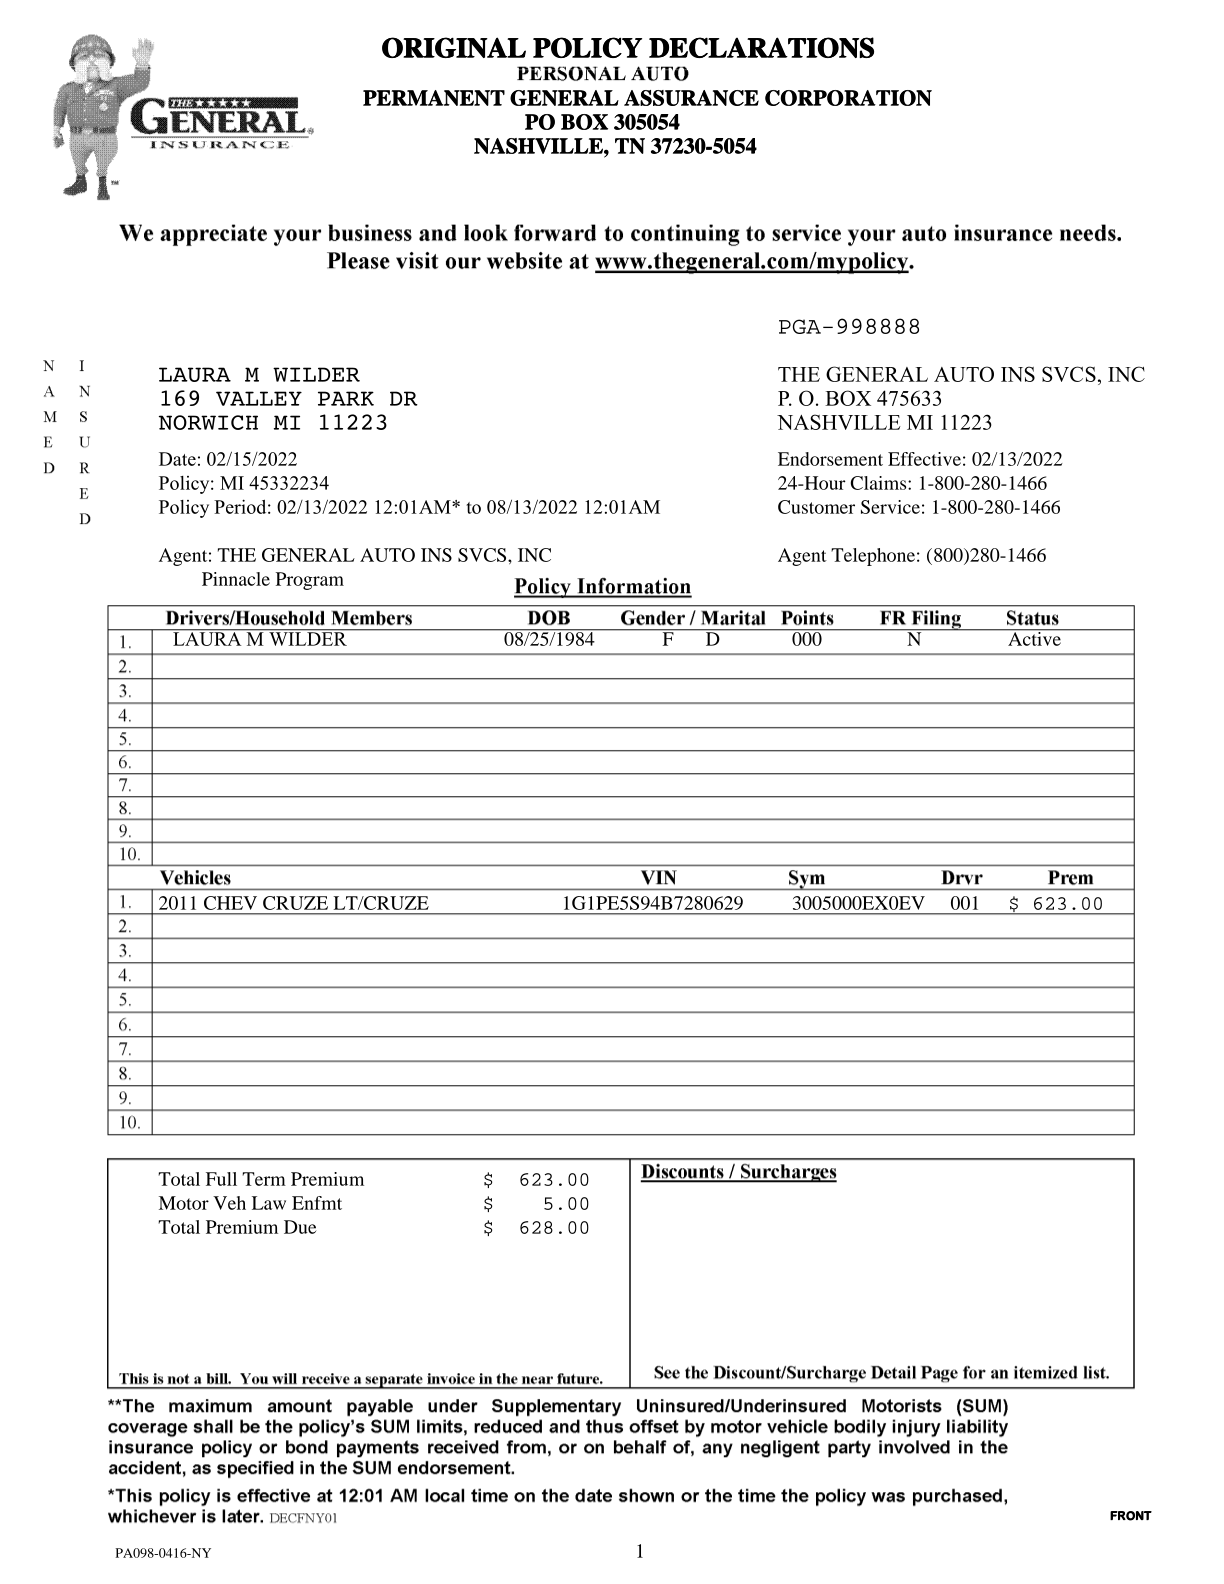 ORIGINAL POLICY DECLARATIONS
PERSONAL AUTO
PERMANENT GENERAL ASSURANCE CORPORATION
PO BOX 305054
NASHVILLE, TN 37230-5054
THE ★★★★★
GENERAL®
INSURANCE
™
We appreciate your business and look forward to continuing to service your auto insurance needs.
Please visit our website at www.thegeneral.com/mypolicy.
PGA-998888
NAMED INSURED
LAURA M WILDER
169 VALLEY PARK DR
NORWICH MI 11223
THE GENERAL AUTO INS SVCS, INC
P. O. BOX 475633
NASHVILLE MI 11223
Date: 02/15/2022
Policy: MI 45332234
Policy Period: 02/13/2022 12:01AM* to 08/13/2022 12:01AM
Endorsement Effective: 02/13/2022
24-Hour Claims: 1-800-280-1466
Customer Service: 1-800-280-1466
Agent: THE GENERAL AUTO INS SVCS, INC
Pinnacle Program
Agent Telephone: (800)280-1466
Policy Information
Drivers/Household Members DOB Gender / Marital Points FR Filing Status
1. LAURA M WILDER 08/25/1984 F D 000 N Active
2.
3.
4.
5.
6.
7.
8.
9.
10.
Vehicles VIN Sym Drvr Prem
1. 2011 CHEV CRUZE LT/CRUZE 1G1PE5S94B7280629 3005000EX0EV 001 $ 623.00
2.
3.
4.
5.
6.
7.
8.
9.
10.
Total Full Term Premium $ 623.00
Motor Veh Law Enfmt $ 5.00
Total Premium Due $ 628.00
This is not a bill. You will receive a separate invoice in the near future.
Discounts / Surcharges
See the Discount/Surcharge Detail Page for an itemized list.
**The maximum amount payable under Supplementary Uninsured/Underinsured Motorists (SUM)
coverage shall be the policy's SUM limits, reduced and thus offset by motor vehicle bodily injury liability
insurance policy or bond payments received from, or on behalf of, any negligent party involved in the
accident, as specified in the SUM endorsement.
*This policy is effective at 12:01 AM local time on the date shown or the time the policy was purchased,
whichever is later. DECFNY01
FRONT
PA098-0416-NY
1